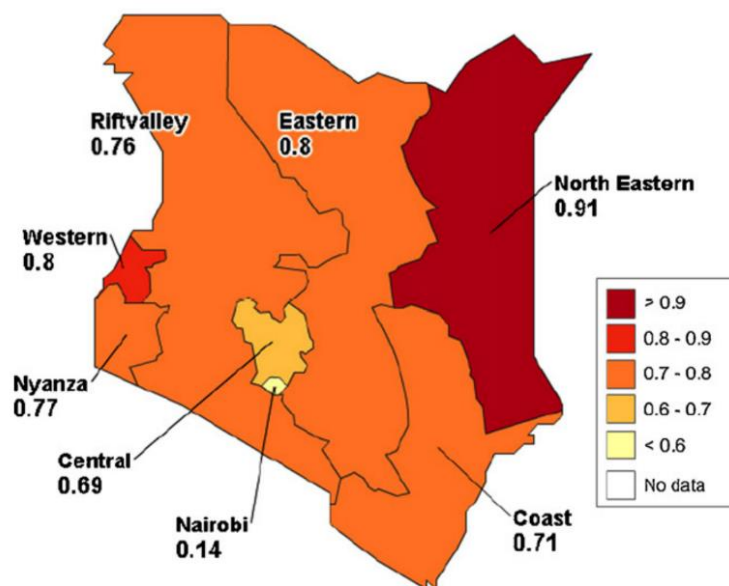 Riftvalley
0.76
Eastern
0.8
North Eastern
0.91
Western
0.8
Nyanza
0.77
Central
0.69
Nairobi
0.14
Coast
0.71
> 0.9
0.8 - 0.9
0.7 - 0.8
0.6 - 0.7
< 0.6
No data